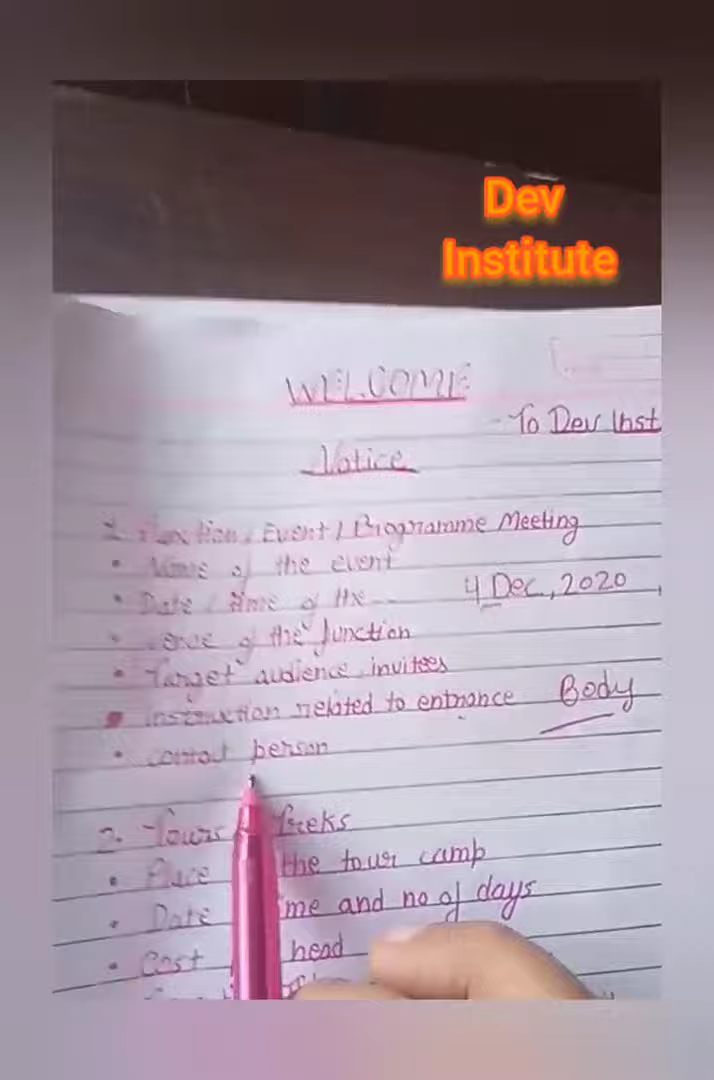 Dev
Institute
WELCOME
- To Dev Inst
Notice
1. Function / Event / Programme Meeting
• Name of the event
• Date / time of the -- 4 Dec, 2020
• of the function
• Target audience, invitees
• Instruction related to entrance Body
• contact person
2. Tours Treks
• Place the tour camp
• Date me and no of days
• Cost head